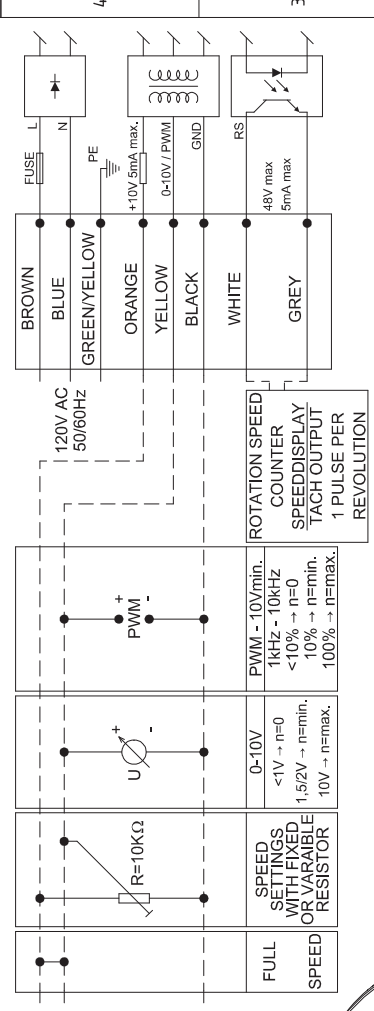 4
3
L
N
FUSE
PE
+10V 5mA max.
0-10V / PWM
GND
RS
48V max
5mA max
BROWN
BLUE
GREEN/YELLOW
ORANGE
YELLOW
BLACK
WHITE
GREY
120V AC
50/60Hz
ROTATION SPEED
COUNTER
SPEEDDISPLAY
TACH OUTPUT
1 PULSE PER
REVOLUTION
+
PWM
-
PWM - 10Vmin.
1kHz - 10kHz
<10% → n=0
10% → n=min.
100% → n=max.
+
U
-
0-10V
<1V → n=0
1,5/2V → n=min.
10V → n=max.
R=10KΩ
SPEED
SETTINGS
WITH FIXED
OR VARAIBLE
RESISTOR
FULL
SPEED